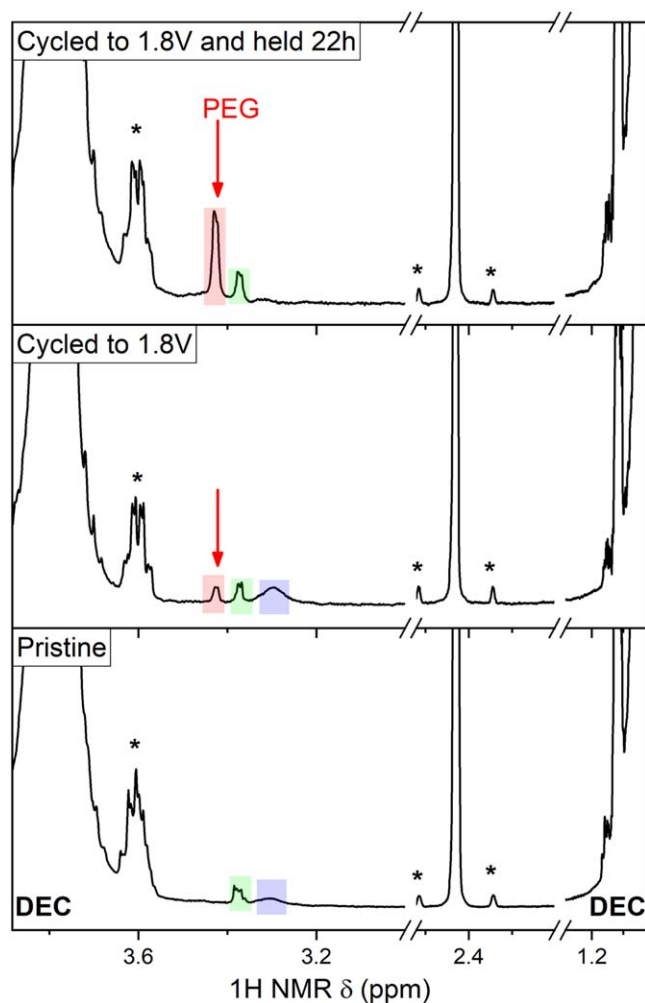 Cycled to 1.8V and held 22h
PEG
*
* *
Cycled to 1.8V
*
* *
Pristine
*
* *
DEC DEC
3.6 3.2 2.4 1.2
1H NMR δ (ppm)